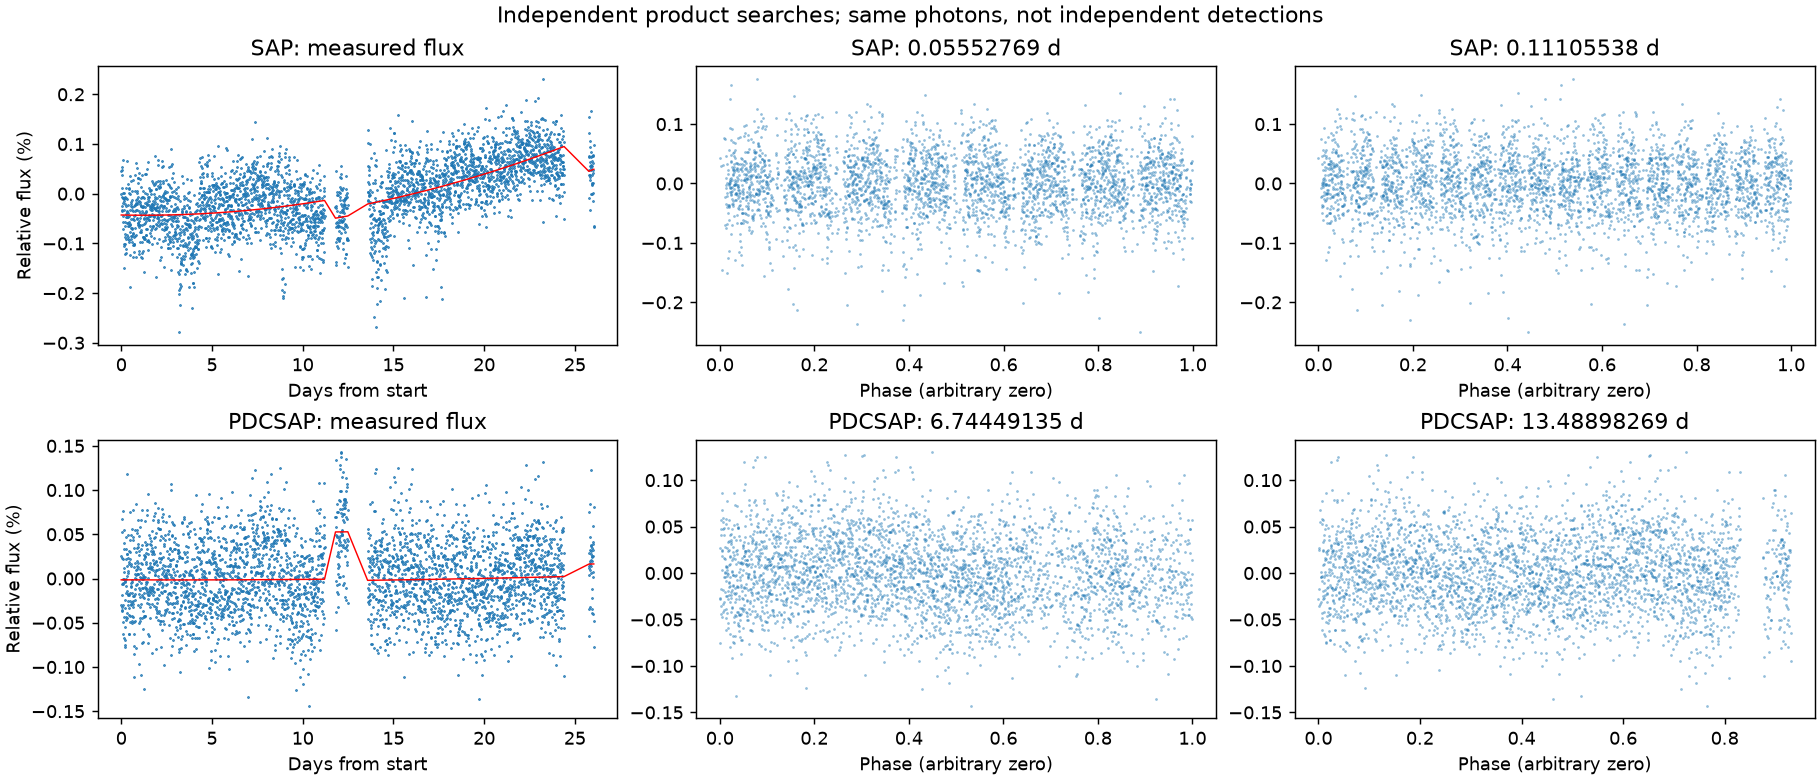 Independent product searches; same photons, not independent detections
SAP: measured flux
SAP: 0.05552769 d
SAP: 0.11105538 d
Relative flux (%)
0.2
0.1
0.0
−0.1
−0.2
−0.3
0 5 10 15 20 25
Days from start
0.1
0.0
−0.1
−0.2
0.0 0.2 0.4 0.6 0.8 1.0
Phase (arbitrary zero)
0.1
0.0
−0.1
−0.2
0.0 0.2 0.4 0.6 0.8 1.0
Phase (arbitrary zero)
PDCSAP: measured flux
PDCSAP: 6.74449135 d
PDCSAP: 13.48898269 d
Relative flux (%)
0.15
0.10
0.05
0.00
−0.05
−0.10
−0.15
0 5 10 15 20 25
Days from start
0.10
0.05
0.00
−0.05
−0.10
−0.15
0.0 0.2 0.4 0.6 0.8 1.0
Phase (arbitrary zero)
0.10
0.05
0.00
−0.05
−0.10
−0.15
0.0 0.2 0.4 0.6 0.8
Phase (arbitrary zero)